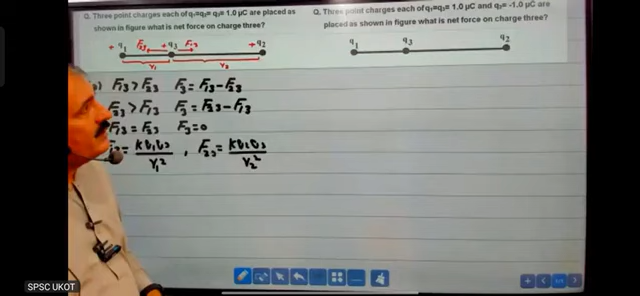 Q. Three point charges each of q₁=q₂= q₃= 1.0 µC are placed as
shown in figure what is net force on charge three?
+ q₁ F₂₃ + q₃ F₁₃ + q₂
r₁ r₂
F₁₃ > F₂₃ F₃ = F₁₃ - F₂₃
F₂₃ > F₁₃ F₃ = F₂₃ - F₁₃
F₁₃ = F₂₃ F₃ = 0
= kq₁q₃ / r₁² , F₂₃ = kq₂q₃ / r₂²
Q. Three point charges each of q₁=q₂= 1.0 µC and q₃= -1.0 µC are
placed as shown in figure what is net force on charge three?
q₁ q₃ q₂
SPSC UKOT